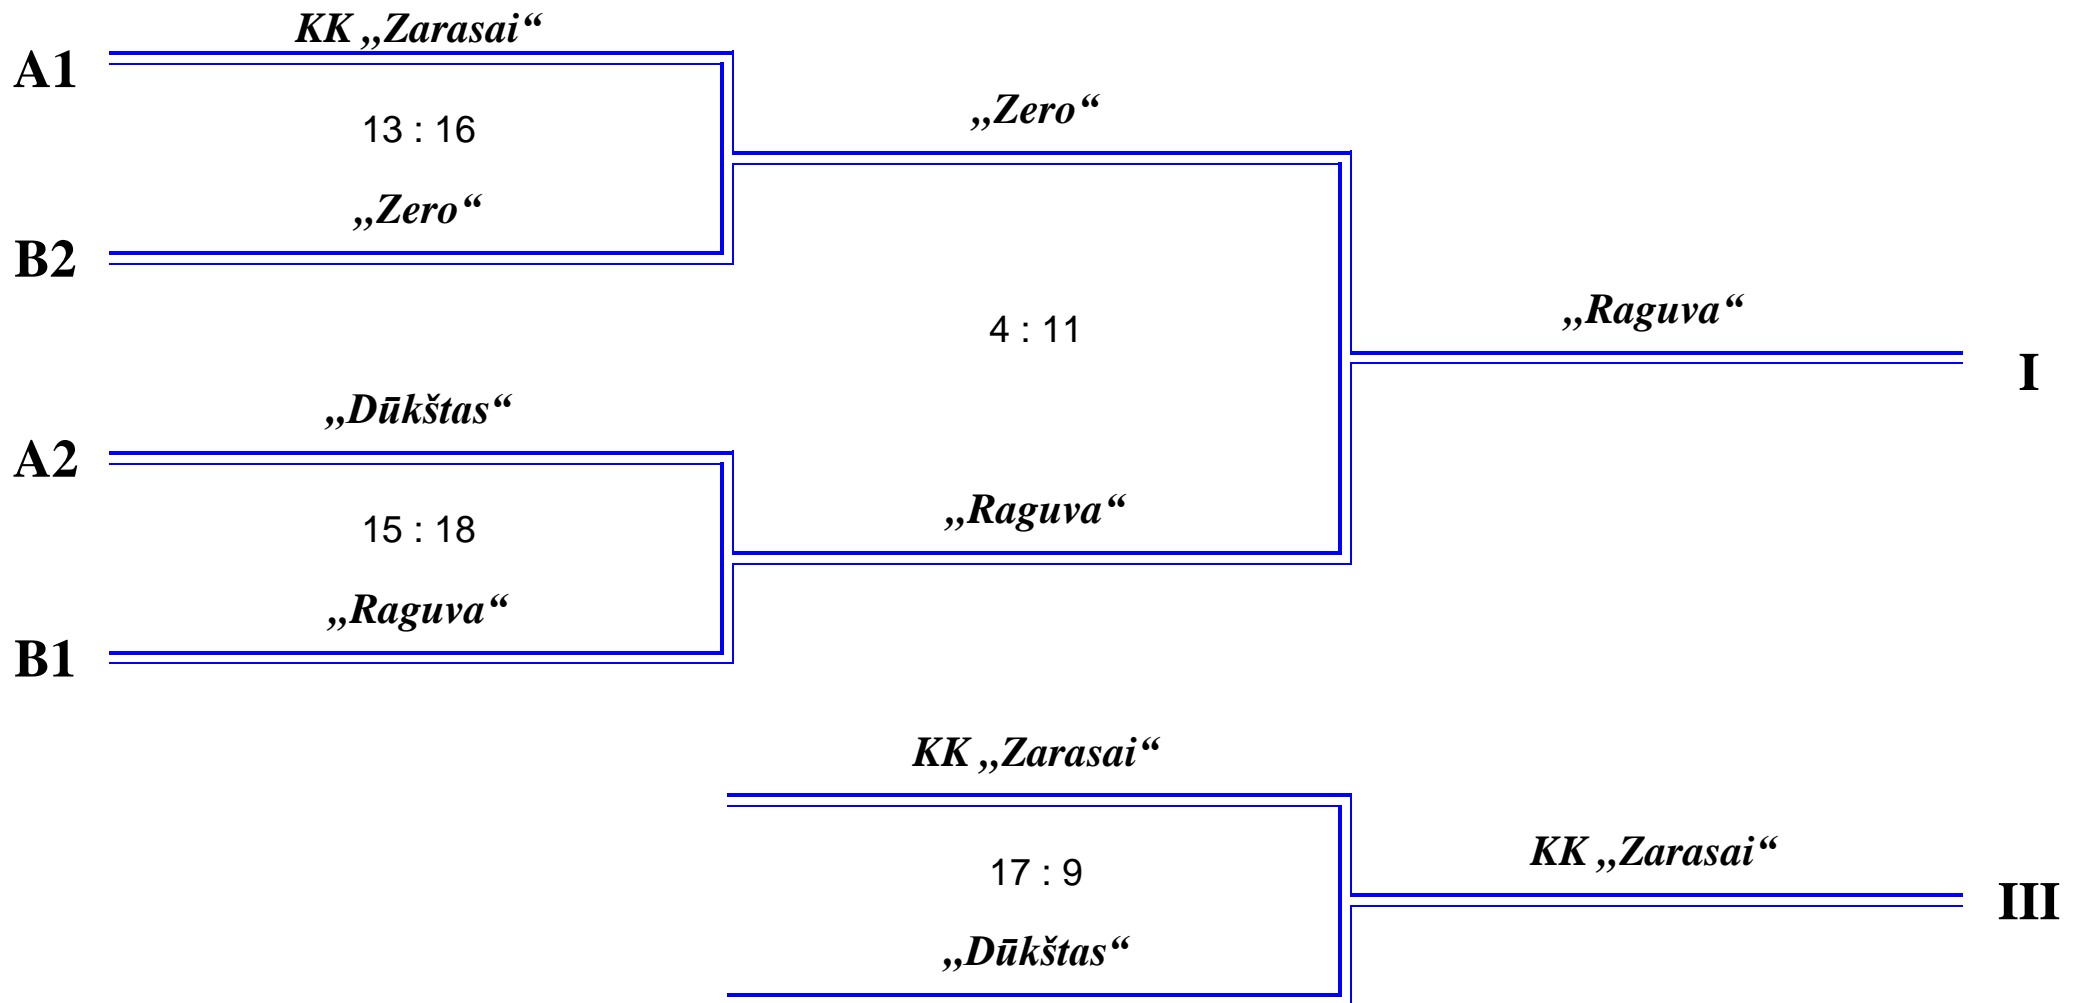 KK „Zarasai“
A1
13 : 16
„Zero“
B2
„Zero“
4 : 11
„Raguva“
I
„Dūkštas“
A2
15 : 18
„Raguva“
B1
„Raguva“
KK „Zarasai“
17 : 9
„Dūkštas“
KK „Zarasai“
III